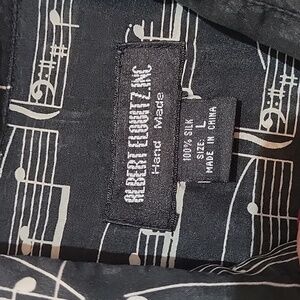 ALBERT ELOVITZ.INC
Hand Made
100% SILK
SIZE: L
MADE IN CHINA